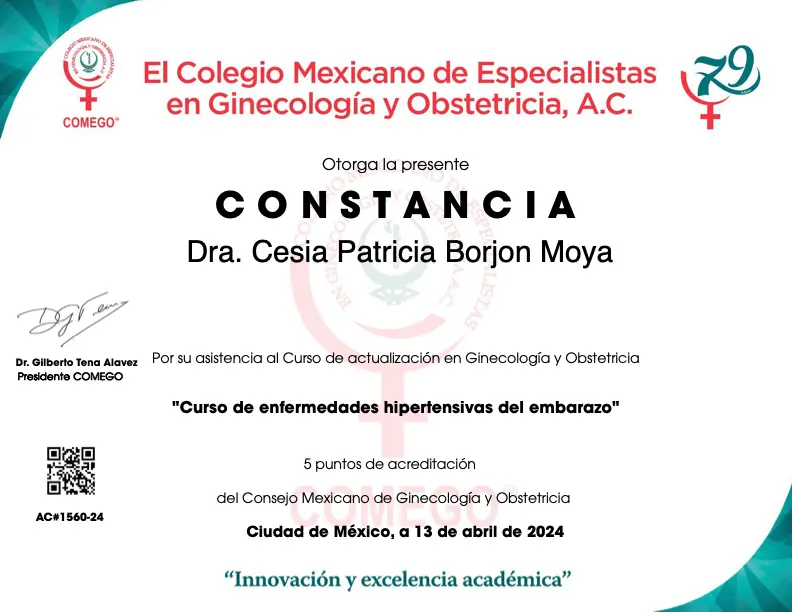 COLEGIO MEXICANO DE ESPECIALISTAS
EN GINECOLOGÍA Y OBSTETRICIA A.C.
COMEGO®
El Colegio Mexicano de Especialistas
en Ginecología y Obstetricia, A.C.
79
Otorga la presente
CONSTANCIA
Dra. Cesia Patricia Borjon Moya
Dr. Gilberto Tena Alavez
Presidente COMEGO
Por su asistencia al Curso de actualización en Ginecología y Obstetricia
"Curso de enfermedades hipertensivas del embarazo"
5 puntos de acreditación
del Consejo Mexicano de Ginecología y Obstetricia
AC#1560-24
COMEGO®
Ciudad de México, a 13 de abril de 2024
“Innovación y excelencia académica”